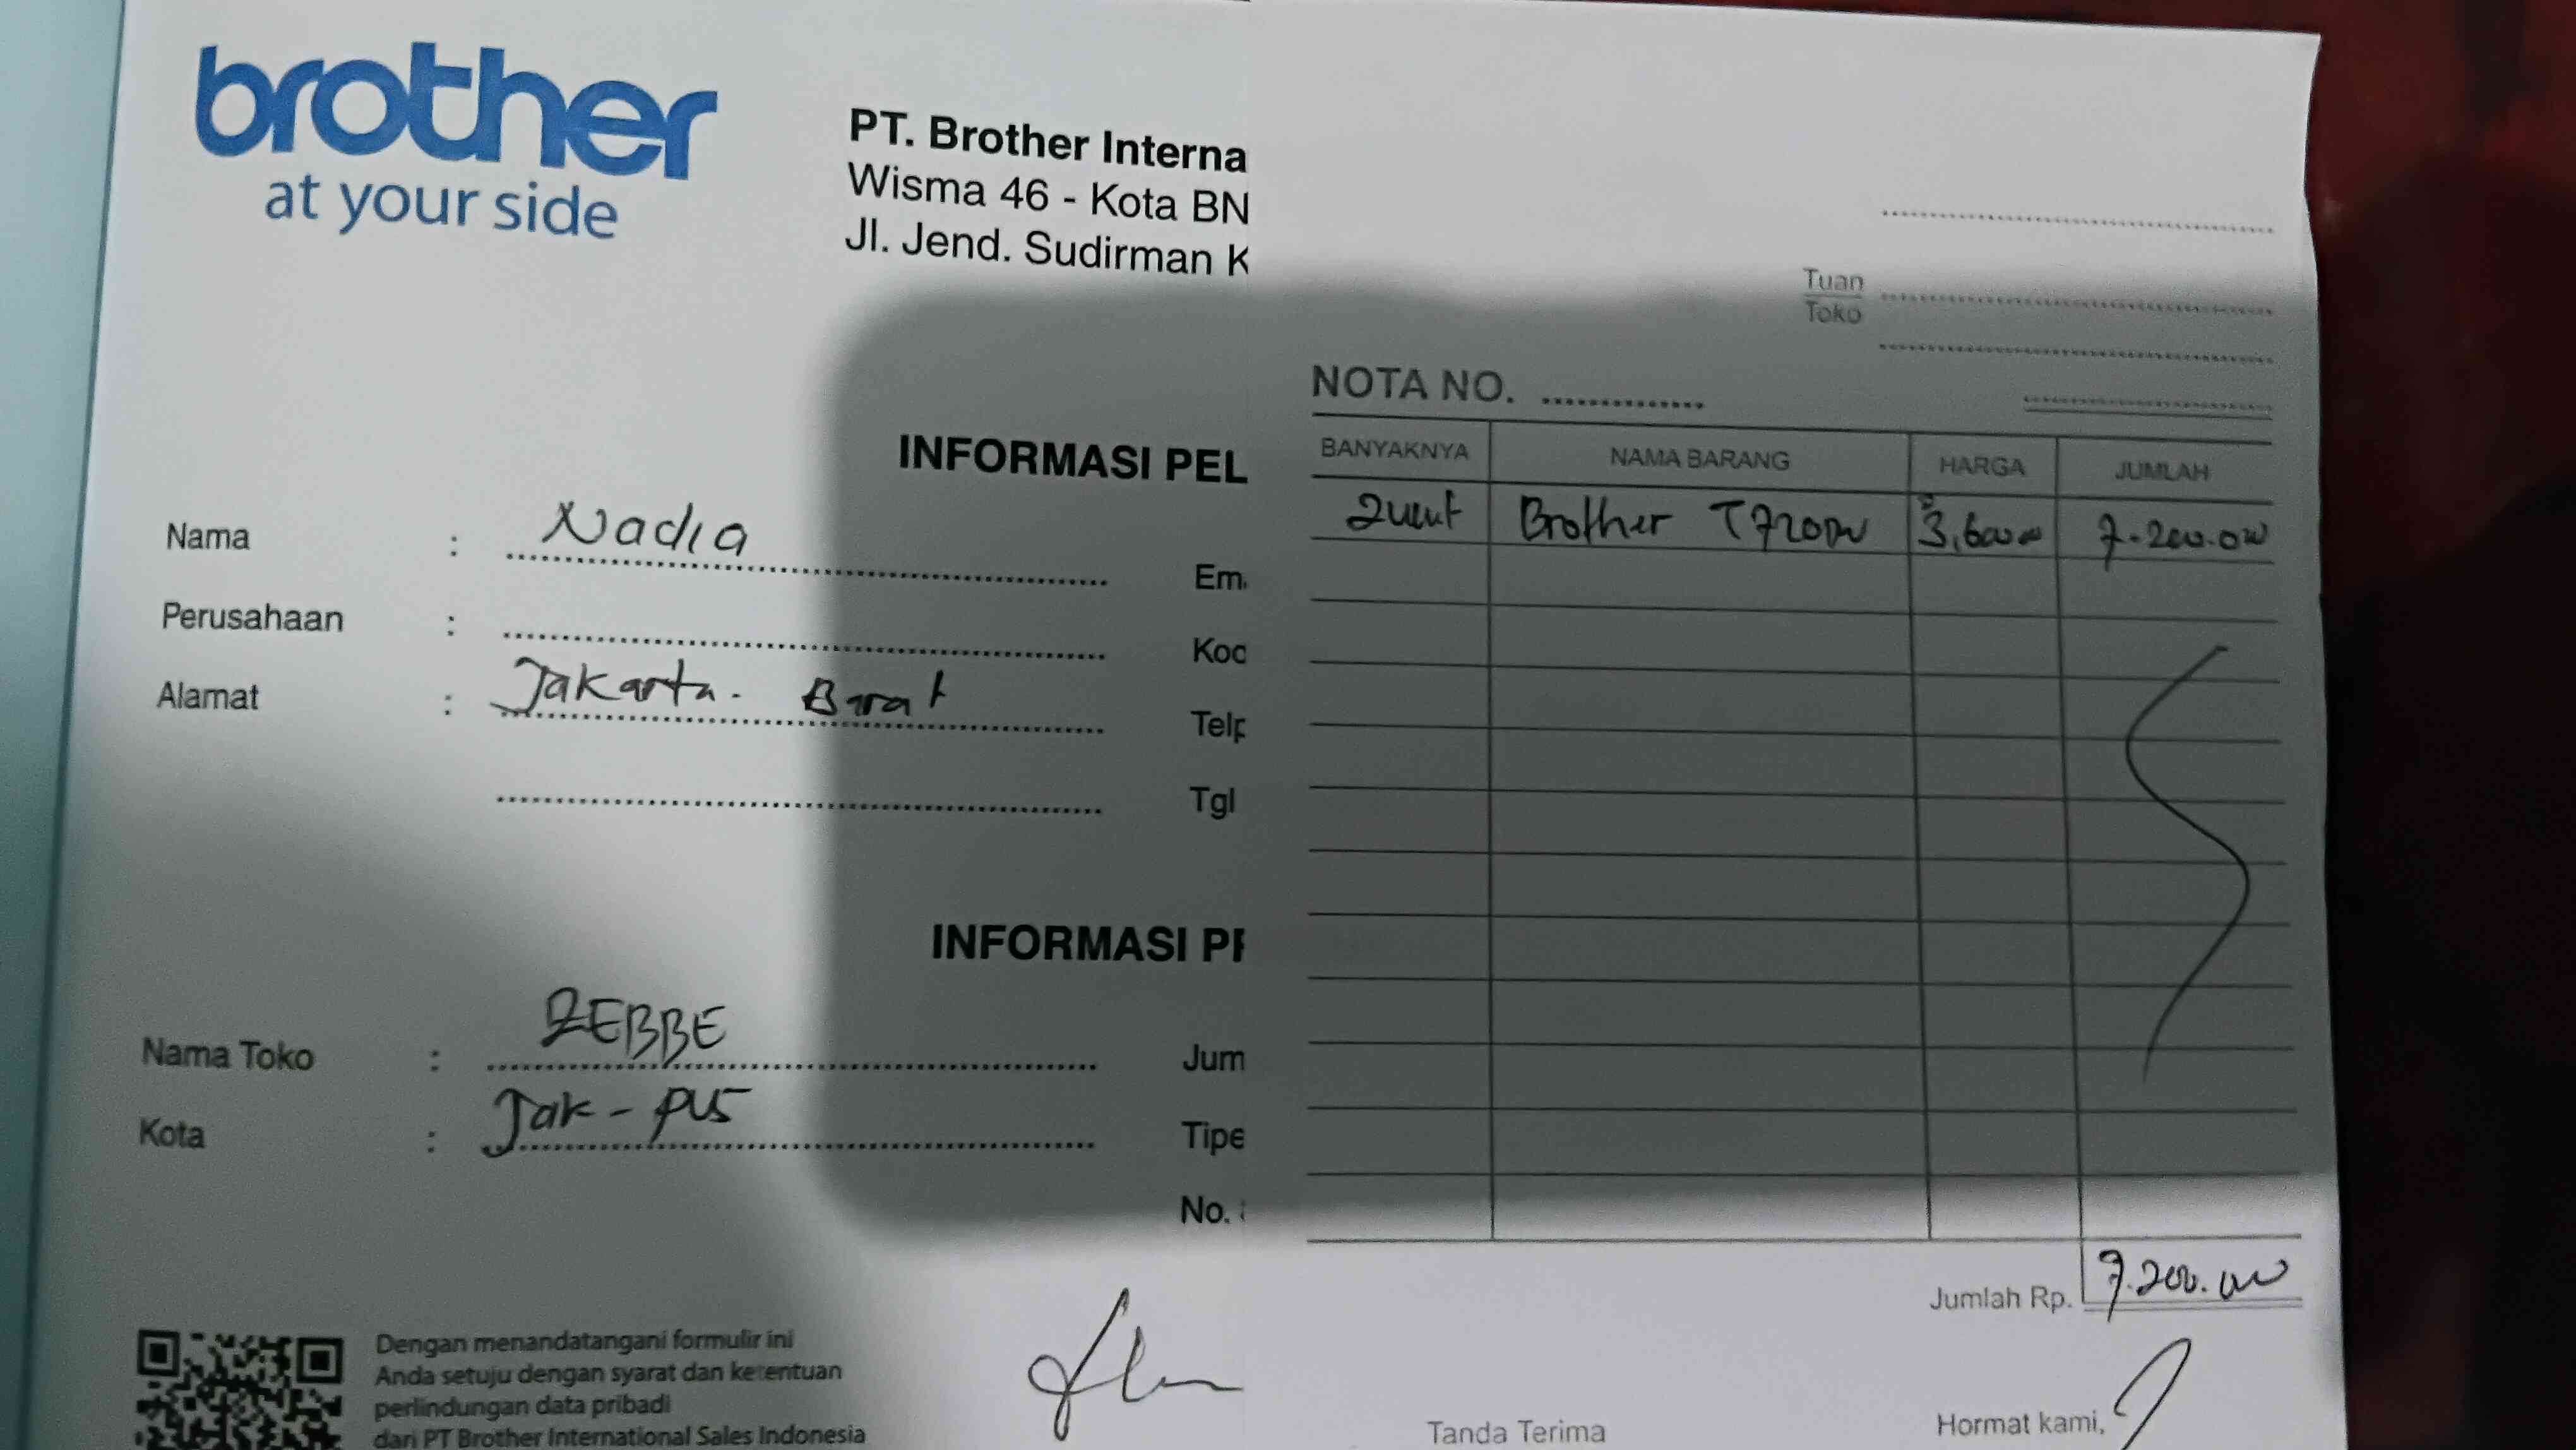 brother
at your side
PT. Brother Interna
Wisma 46 - Kota BN
Jl. Jend. Sudirman K
INFORMASI PEL
Nama : Nadia
Em
Perusahaan :
Kod
Alamat : Jakarta - Barat
Telp
Tgl
INFORMASI PR
Nama Toko : ZEBBE
Jum
Kota : Jak - pus
Tipe
No.
Dengan menandatangani formulir ini
Anda setuju dengan syarat dan ketentuan
perlindungan data pribadi
dari PT Brother International Sales Indonesia
Tuan
Toko
NOTA NO.
BANYAKNYA NAMA BARANG HARGA JUMLAH
2 unit Brother T720DW 3,600.000 7.200.000
Jumlah Rp. 7.200.000
Tanda Terima Hormat kami,